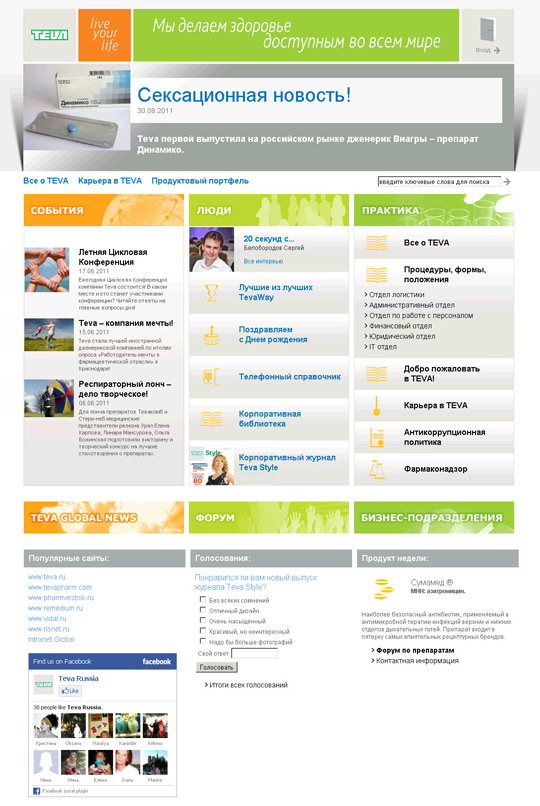 TEVA
live
your
life
Мы делаем здоровье
доступным во всем мире
Вход
Динамико
Сексационная новость!
30.08.2011
Teva первой выпустила на российском рынке дженерик Виагры – препарат
Динамико.
Все о TEVA
Карьера в TEVA
Продуктовый портфель
введите ключевые слова для поиска
СОБЫТИЯ
Летняя Цикловая
Конференция
17.06.2011
Ежегодная Цикловая Конференция
компании Тева состоится! В каком
месте и кто станет участниками
конференции? Читайте ответы на
главные вопросы дня!
Teva – компания мечты!
15.06.2011
Тева стала лучшей иностранной
дженериковой компанией по итогам
опроса «Работодатель мечты в
фармацевтической отрасли» в
Краснодаре!
Респираторный лонч –
дело творческое!
06.06.2011
Для лонча препаратов Тевакомб и
Стери-неб медицинские
представители региона Урал Елена
Карпова, Линара Мансурова, Ольга
Божинская подготовили викторину и
творческий конкурс на лучшие
стихотворения о препаратах.
ЛЮДИ
20 секунд с...
Белобородов Сергей
Все интервью
Лучшие из лучших
TevaWay
Поздравляем
с Днем рождения
Телефонный справочник
Корпоративная
библиотека
Style
80
Корпоративный журнал
Teva Style
ПРАКТИКА
Все о TEVA
Процедуры, формы,
положения
Отдел логистики
Административный отдел
Отдел по работе с персоналом
Финансовый отдел
Юридический отдел
IT отдел
Добро пожаловать
в TEVA!
Карьера в TEVA
Антикоррупционная
политика
Фармаконадзор
TEVA GLOBAL NEWS
ФОРУМ
БИЗНЕС-ПОДРАЗДЕЛЕНИЯ
Популярные сайты:
www.teva.ru
www.tevapharm.com
www.pharmvestnik.ru
www.remedium.ru
www.vidal.ru
www.rlsnet.ru
Intranet Global
Find us on Facebook
facebook
TEVA
Teva Russia
Like
38 people like Teva Russia.
Кристина
Oksana
Natalya
Karaober
Нина
Елена
Daria
Marina
Facebook social plugin
Голосования:
Понравился ли вам новый выпуск
журнала Teva Style?
Без всяких сомнений
Отличный дизайн
Очень насыщенный
Красивый, но неинтересный
Надо бы больше фотографий
Свой ответ
Голосовать
Итоги всех голосований
Продукт недели:
Сумамед ®
МНН: азитромицин.
Наиболее безопасный антибиотик, применяемый в
антимикробной терапии инфекций верхних и нижних
отделов дыхательных путей. Препарат входит в
пятерку самых влиятельных рецептурных брендов.
Форум по препаратам
Контактная информация